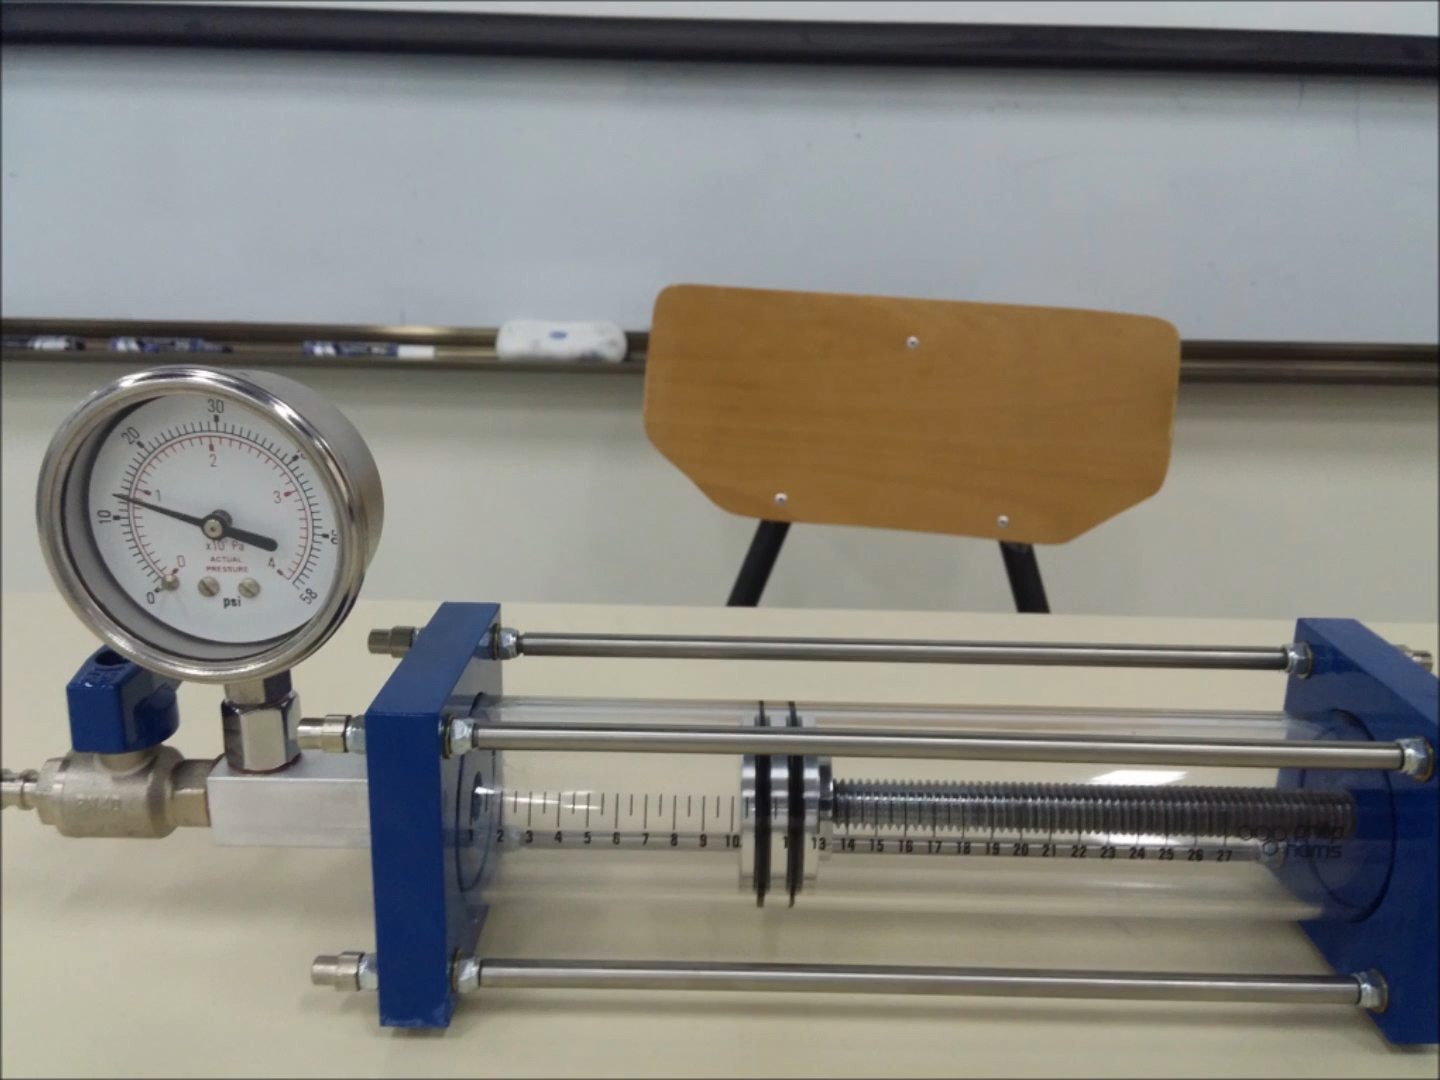 30
20
2
3
1
10
x10⁵ Pa
0
ACTUAL
PRESSURE
4
0
psi
58
1 2 3 4 5 6 7 8 9 10 13 14 15 16 17 18 19 20 21 22 23 24 25 26 27
philip
harris